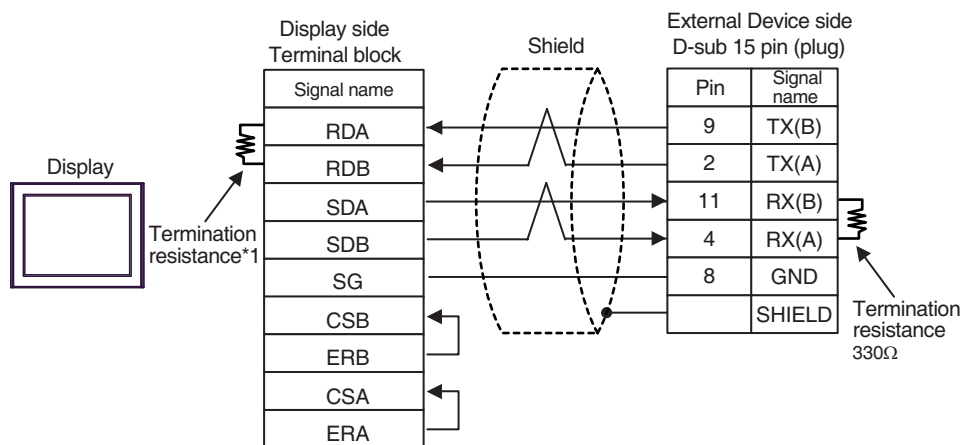 Display side
Terminal block
Shield
External Device side
D-sub 15 pin (plug)
Signal name
Pin
Signal
name
RDA
9
TX(B)
RDB
2
TX(A)
Display
SDA
11
RX(B)
Termination
resistance*1
SDB
4
RX(A)
SG
8
GND
CSB
SHIELD
Termination
resistance
330Ω
ERB
CSA
ERA